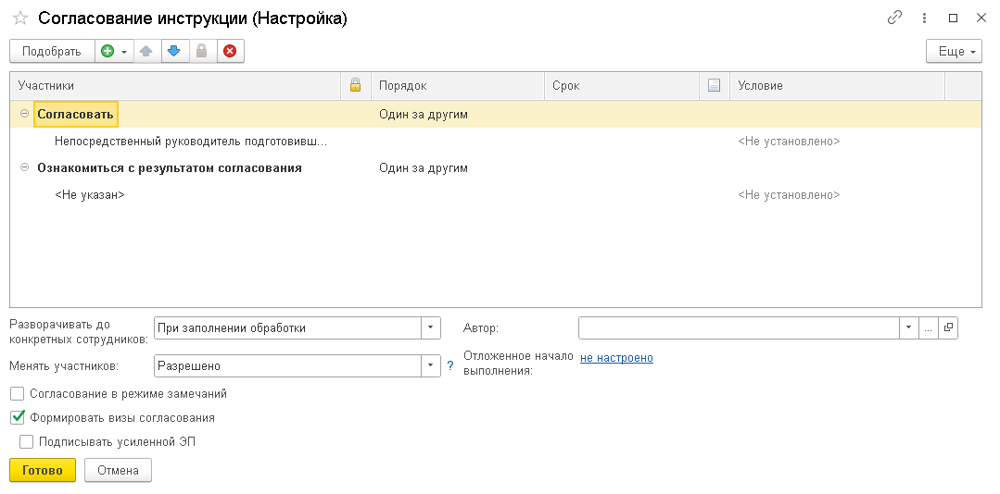 Согласование инструкции (Настройка)
Подобрать
Еще
Участники Порядок Срок Условие
Согласовать Один за другим
Непосредственный руководитель подготовивш... <Не установлено>
Ознакомиться с результатом согласования Один за другим
<Не указан> <Не установлено>
Разворачивать до
конкретных сотрудников: При заполнении обработки Автор: ...
Менять участников: Разрешено ? Отложенное начало
выполнения: не настроено
Согласование в режиме замечаний
Формировать визы согласования
Подписывать усиленной ЭП
Готово Отмена